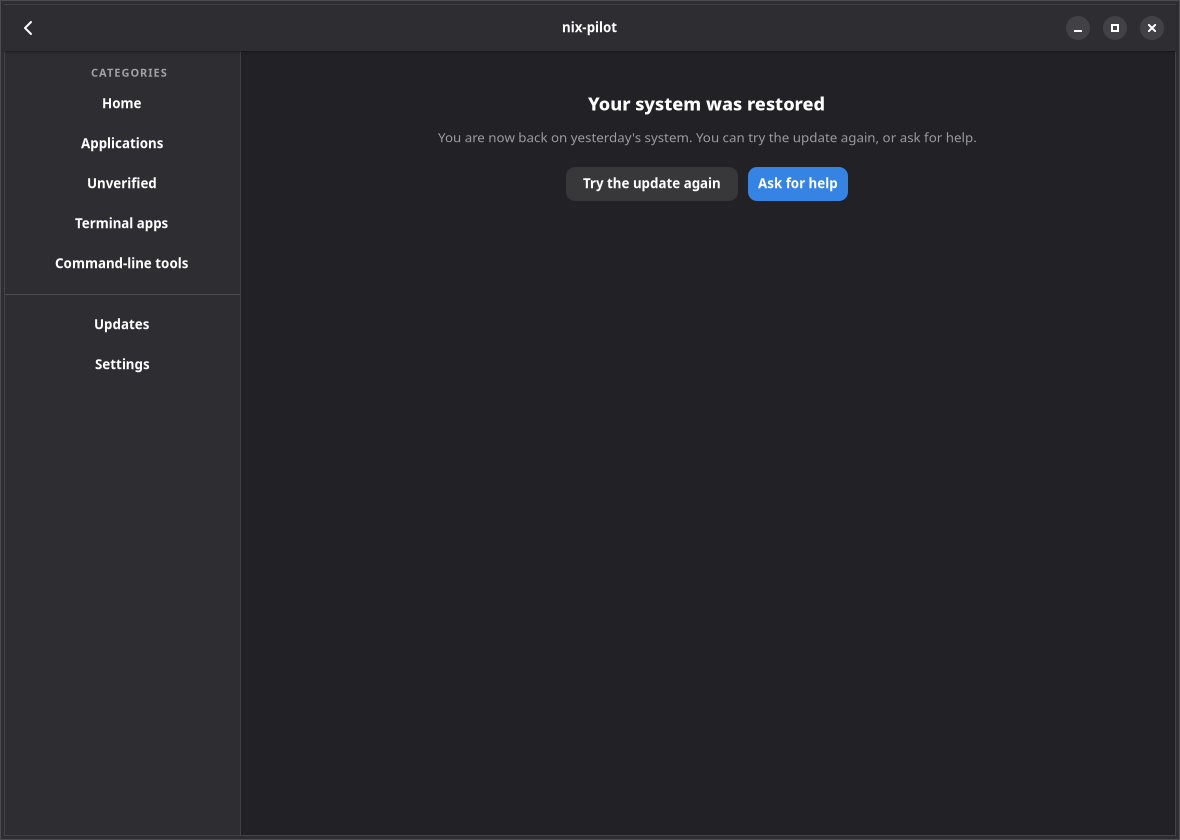 nix-pilot
CATEGORIES
Home
Applications
Unverified
Terminal apps
Command-line tools
Updates
Settings
Your system was restored
You are now back on yesterday's system. You can try the update again, or ask for help.
Try the update again
Ask for help